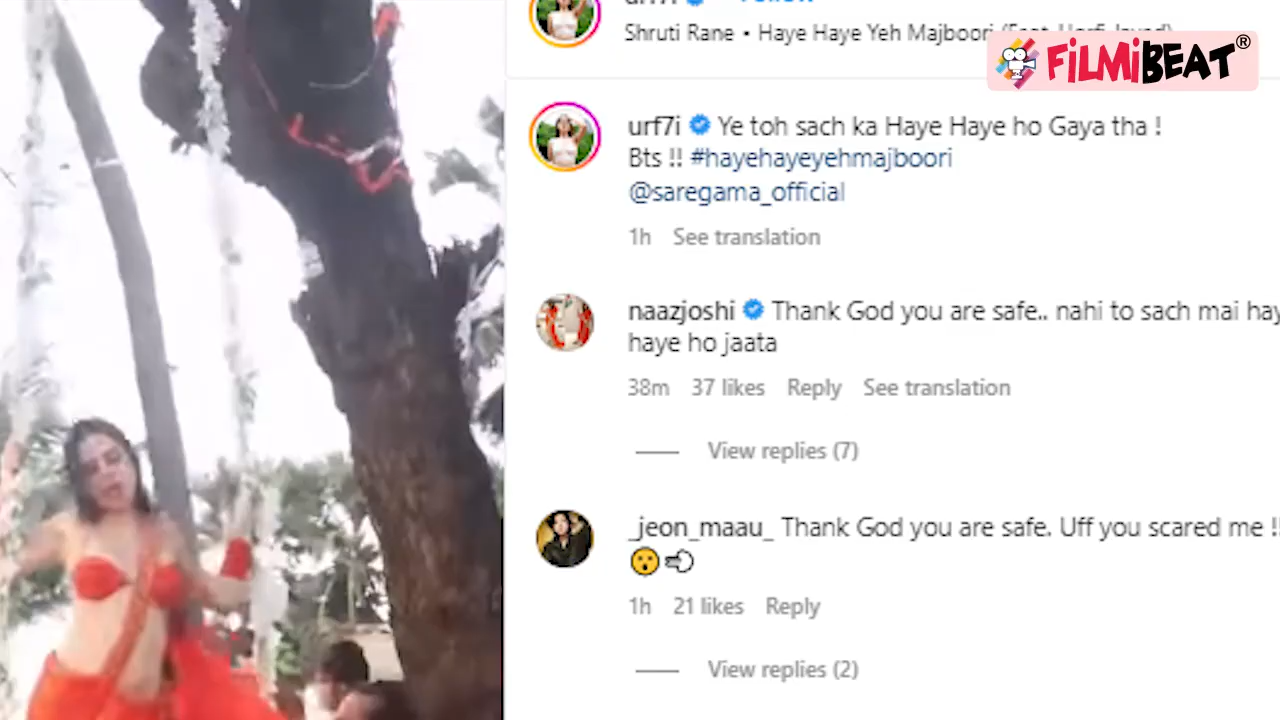 Shruti Rane • Haye Haye Yeh Majboori (Feat. Urfi Javed)
FiLMiBEAT®
urf7i Ye toh sach ka Haye Haye ho Gaya tha !
Bts !! #hayehayeyehmajboori
@saregama_official
1h See translation
naazjoshi Thank God you are safe.. nahi to sach mai hay
haye ho jaata
38m 37 likes Reply See translation
View replies (7)
_jeon_maau_ Thank God you are safe. Uff you scared me !!
1h 21 likes Reply
View replies (2)